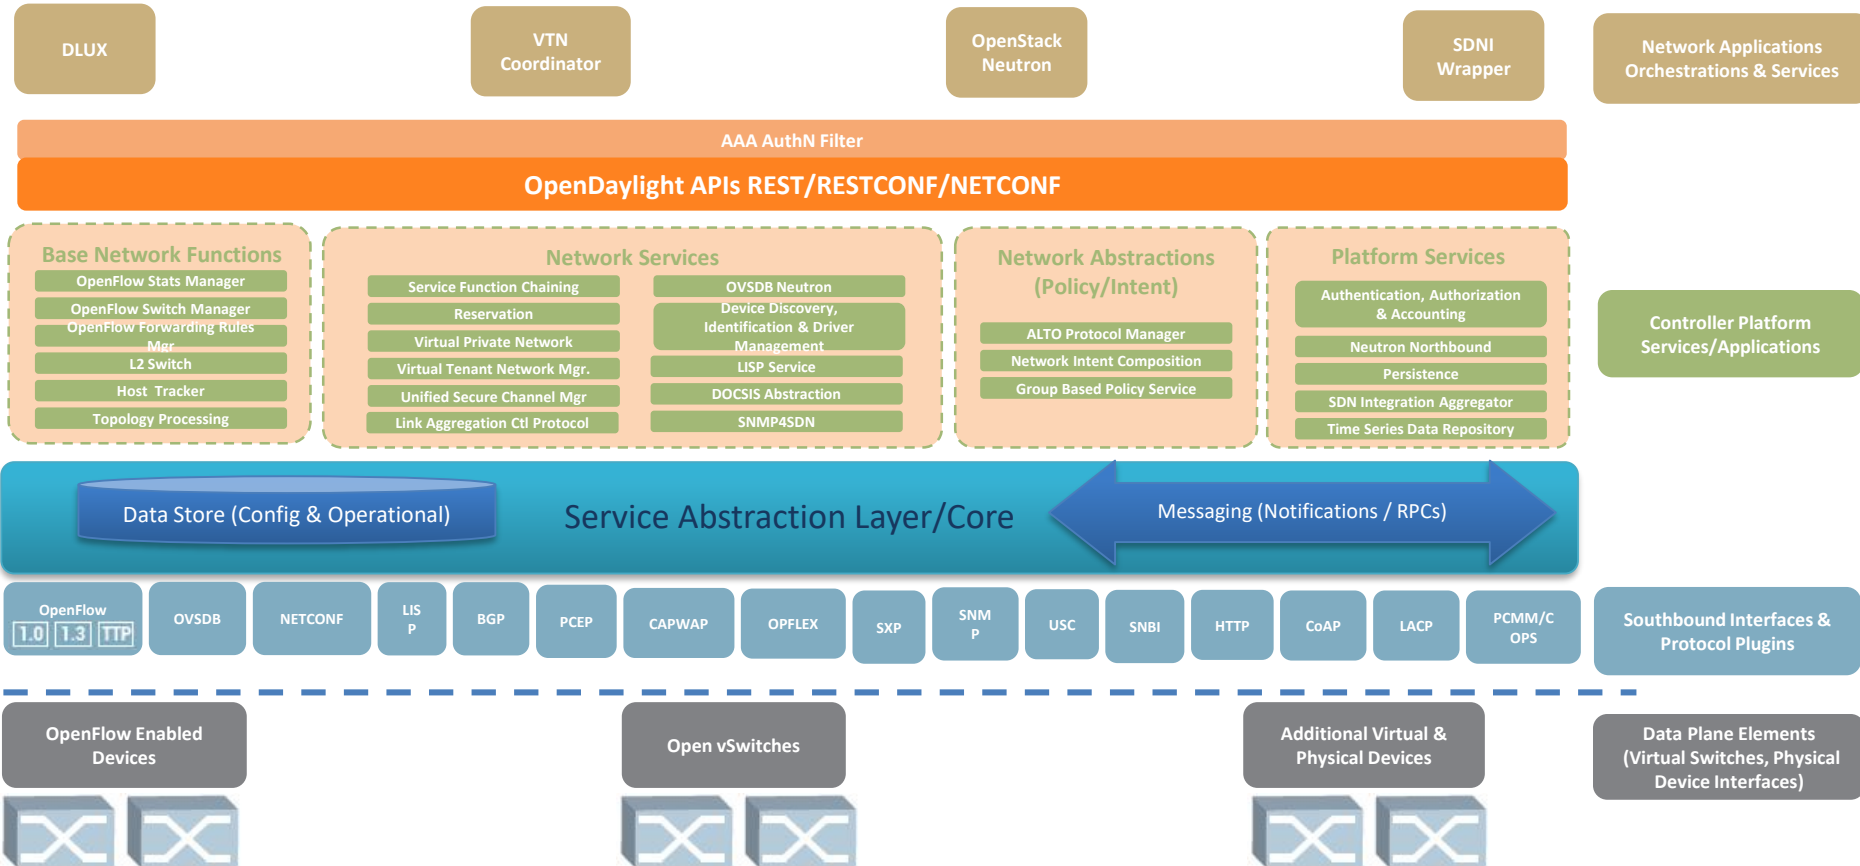 DLUX
VTN
Coordinator
OpenStack
Neutron
SDNI
Wrapper
Network Applications
Orchestrations & Services
AAA AuthN Filter
OpenDaylight APIs REST/RESTCONF/NETCONF
Base Network Functions
OpenFlow Stats Manager
OpenFlow Switch Manager
OpenFlow Forwarding Rules
Mgr
L2 Switch
Host Tracker
Topology Processing
Network Services
Service Function Chaining
Reservation
Virtual Private Network
Virtual Tenant Network Mgr.
Unified Secure Channel Mgr
Link Aggregation Ctl Protocol
OVSDB Neutron
Device Discovery,
Identification & Driver
Management
LISP Service
DOCSIS Abstraction
SNMP4SDN
Network Abstractions
(Policy/Intent)
ALTO Protocol Manager
Network Intent Composition
Group Based Policy Service
Platform Services
Authentication, Authorization
& Accounting
Neutron Northbound
Persistence
SDN Integration Aggregator
Time Series Data Repository
Controller Platform
Services/Applications
Data Store (Config & Operational)
Service Abstraction Layer/Core
Messaging (Notifications / RPCs)
OpenFlow
1.0 1.3 TTP
OVSDB
NETCONF
LIS
P
BGP
PCEP
CAPWAP
OPFLEX
SXP
SNM
P
USC
SNBI
HTTP
CoAP
LACP
PCMM/C
OPS
Southbound Interfaces &
Protocol Plugins
OpenFlow Enabled
Devices
Open vSwitches
Additional Virtual &
Physical Devices
Data Plane Elements
(Virtual Switches, Physical
Device Interfaces)